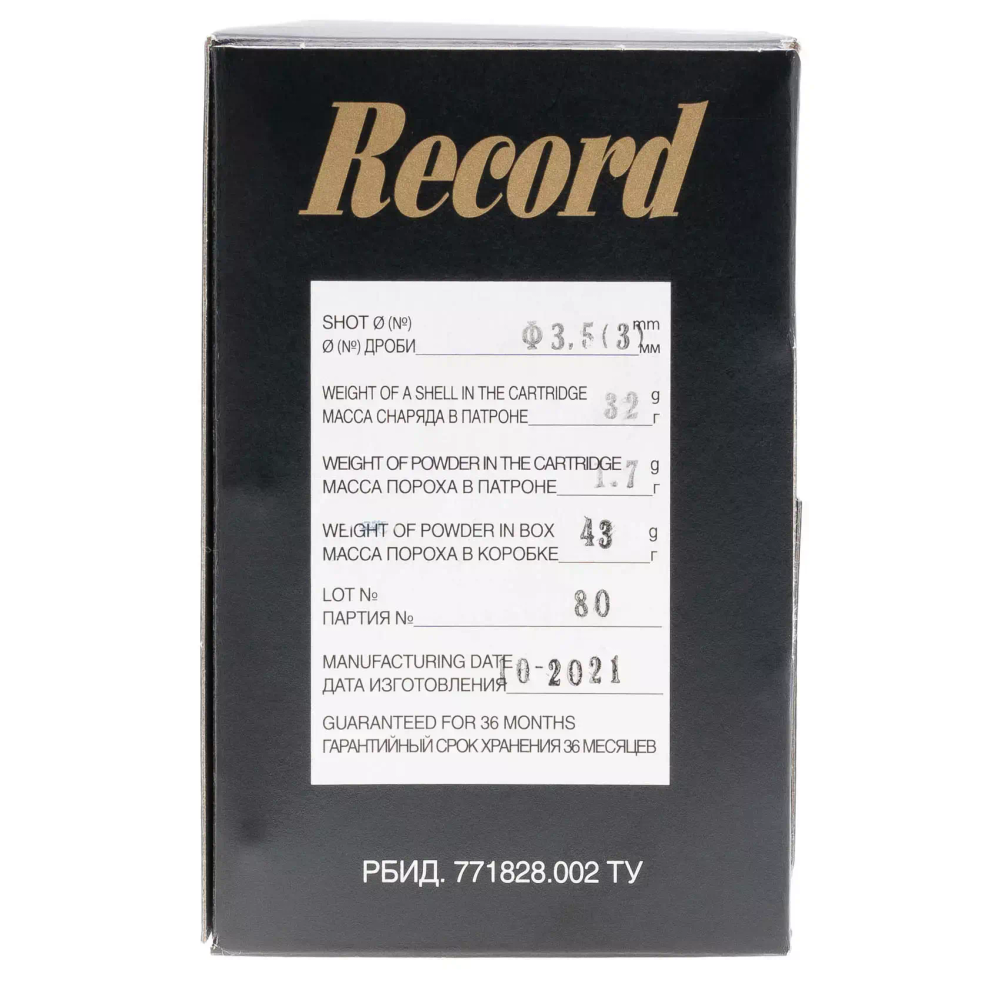 Record
SHOT Ø (№)
Ø (№) ДРОБИ Ф3,5(3) mm
мм
WEIGHT OF A SHELL IN THE CARTRIDGE g
МАССА СНАРЯДА В ПАТРОНЕ 32 г
WEIGHT OF POWDER IN THE CARTRIDGE g
МАССА ПОРОХА В ПАТРОНЕ 1.7 г
WEIGHT OF POWDER IN BOX g
МАССА ПОРОХА В КОРОБКЕ 43 г
LOT №
ПАРТИЯ № 80
MANUFACTURING DATE
ДАТА ИЗГОТОВЛЕНИЯ 10-2021
GUARANTEED FOR 36 MONTHS
ГАРАНТИЙНЫЙ СРОК ХРАНЕНИЯ 36 МЕСЯЦЕВ
РБИД. 771828.002 ТУ